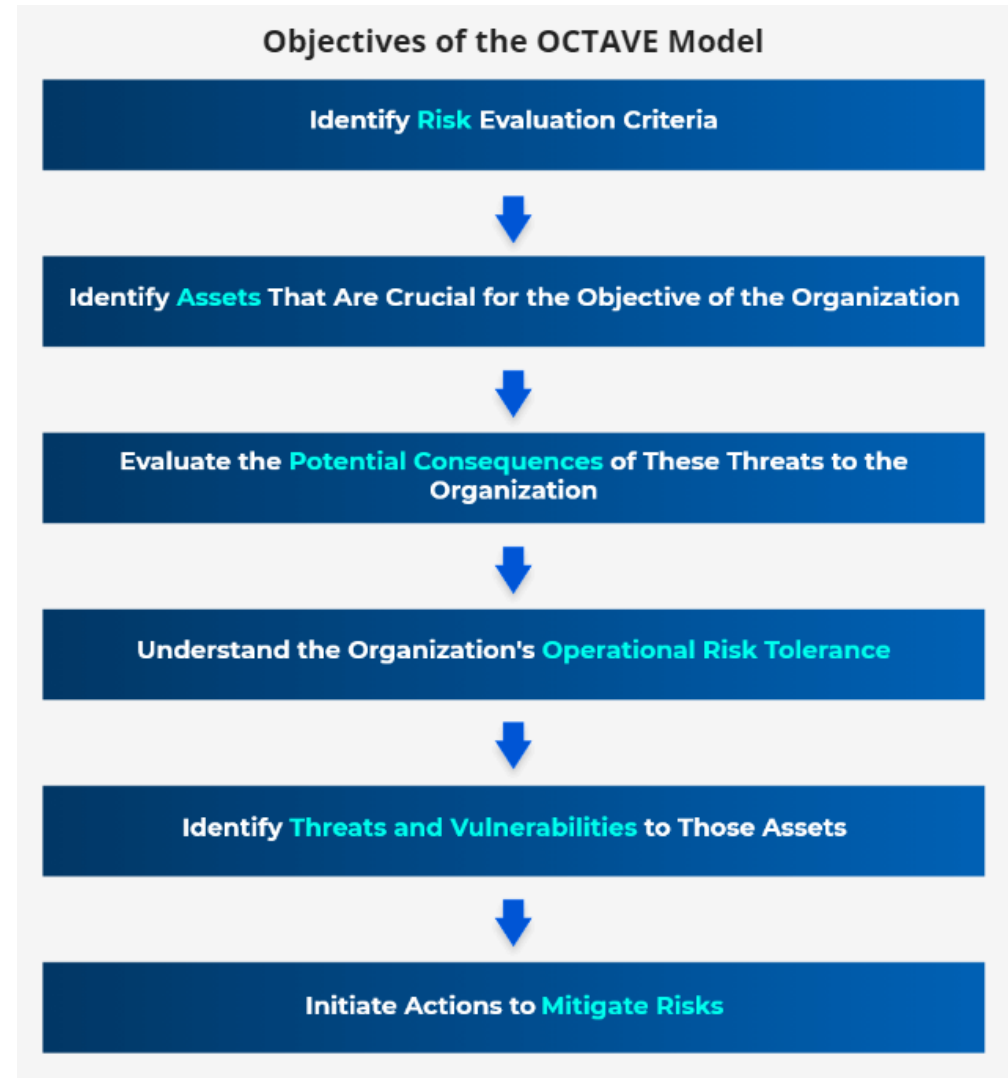 Objectives of the OCTAVE Model
Identify Risk Evaluation Criteria
Identify Assets That Are Crucial for the Objective of the Organization
Evaluate the Potential Consequences of These Threats to the
Organization
Understand the Organization's Operational Risk Tolerance
Identify Threats and Vulnerabilities to Those Assets
Initiate Actions to Mitigate Risks